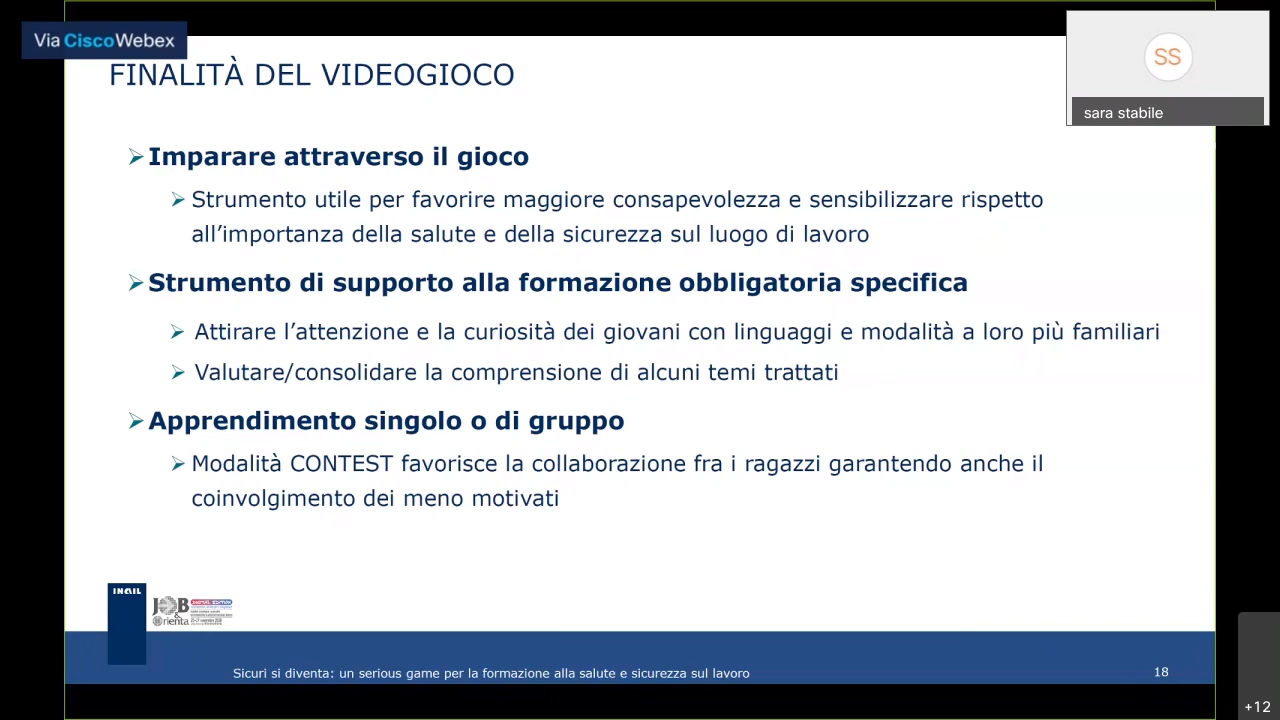 Via CiscoWebex
SS
sara stabile
FINALITÀ DEL VIDEOGIOCO
Imparare attraverso il gioco
Strumento utile per favorire maggiore consapevolezza e sensibilizzare rispetto
all’importanza della salute e della sicurezza sul luogo di lavoro
Strumento di supporto alla formazione obbligatoria specifica
Attirare l’attenzione e la curiosità dei giovani con linguaggi e modalità a loro più familiari
Valutare/consolidare la comprensione di alcuni temi trattati
Apprendimento singolo o di gruppo
Modalità CONTEST favorisce la collaborazione fra i ragazzi garantendo anche il
coinvolgimento dei meno motivati
INAIL
JOB
&
Orienta
Sicuri si diventa: un serious game per la formazione alla salute e sicurezza sul lavoro
18
+12